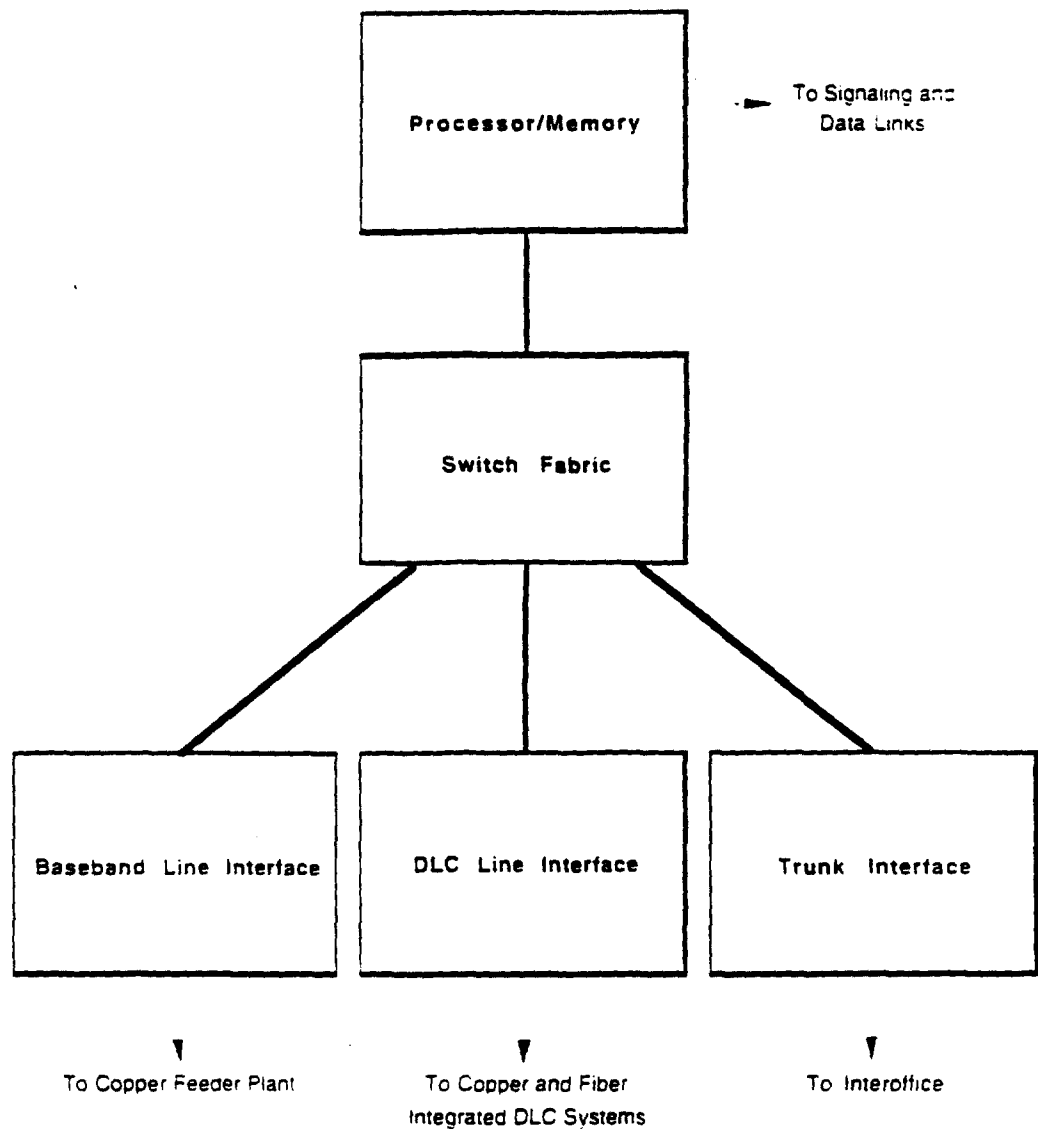 Processor/Memory
To Signaling and
Data Links
Switch Fabric
Baseband Line Interface
DLC Line Interface
Trunk Interface
To Copper Feeder Plant
To Copper and Fiber
Integrated DLC Systems
To Interoffice